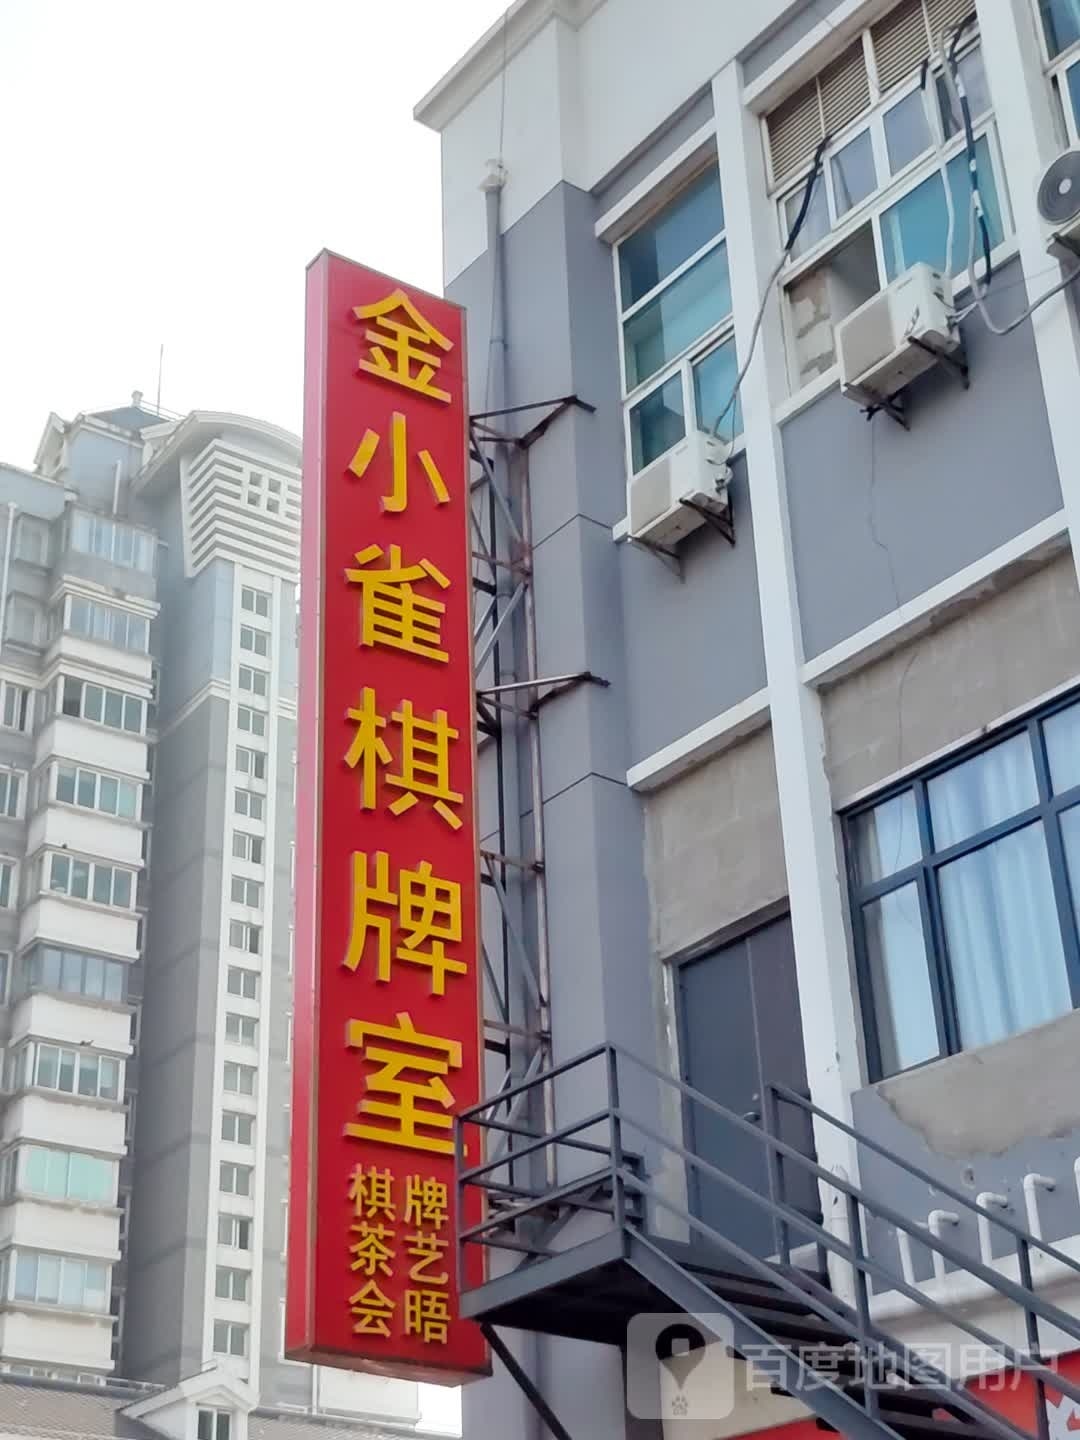 金小雀棋牌室
棋牌
茶艺
会晤
百度地图用户